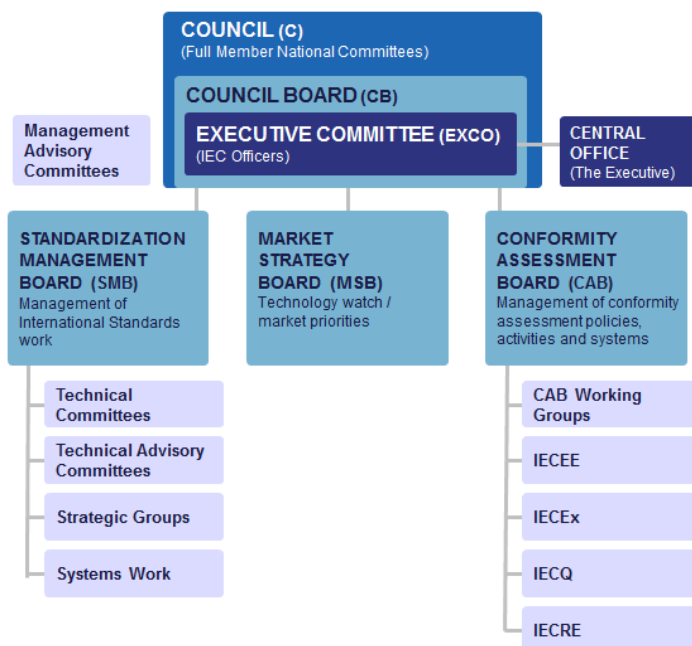 COUNCIL (C)
(Full Member National Committees)
COUNCIL BOARD (CB)
EXECUTIVE COMMITTEE (EXCO)
(IEC Officers)
Management
Advisory
Committees
CENTRAL
OFFICE
(The Executive)
STANDARDIZATION
MANAGEMENT
BOARD (SMB)
Management of
International Standards
work
MARKET
STRATEGY
BOARD (MSB)
Technology watch /
market priorities
CONFORMITY
ASSESSMENT
BOARD (CAB)
Management of conformity
assessment policies,
activities and systems
Technical
Committees
Technical Advisory
Committees
Strategic Groups
Systems Work
CAB Working
Groups
IECEE
IECEx
IECQ
IECRE